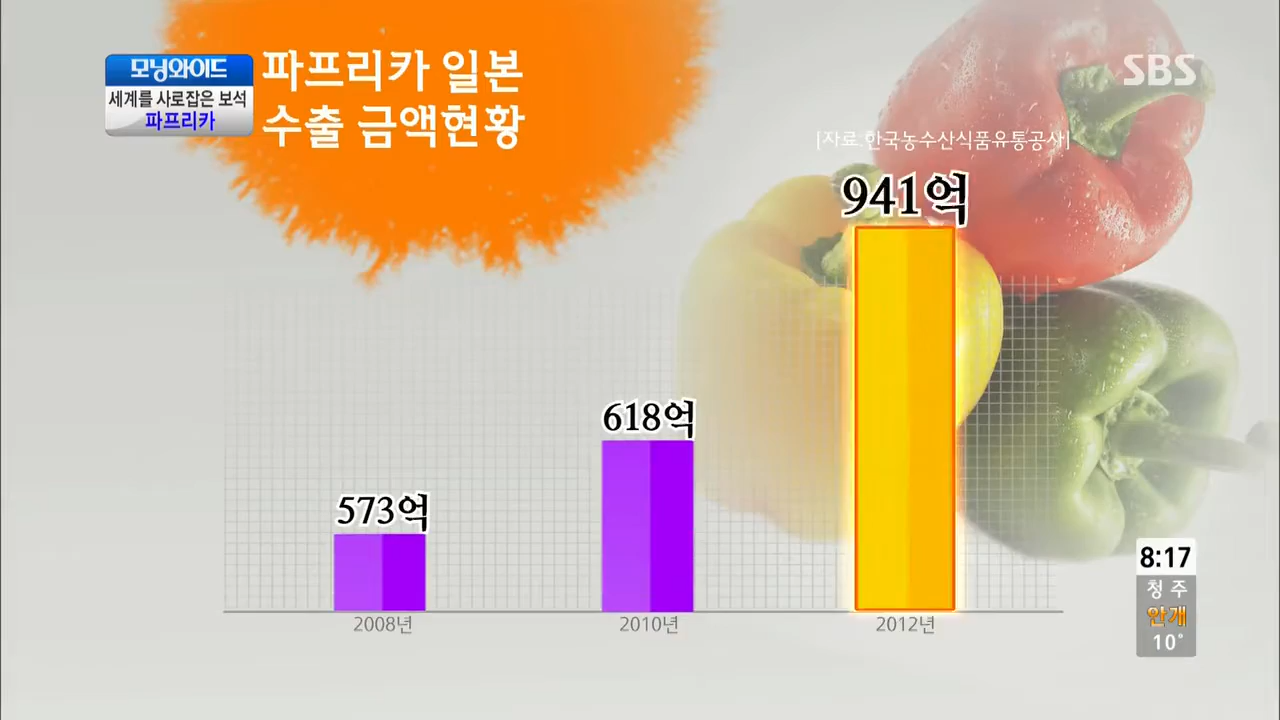 모닝와이드
세계를 사로잡은 보석
파프리카
파프리카 일본
수출 금액현황
SBS
[자료:한국농수산식품유통공사]
941억
618억
573억
2008년
2010년
2012년
8:17
청주
안개
10°